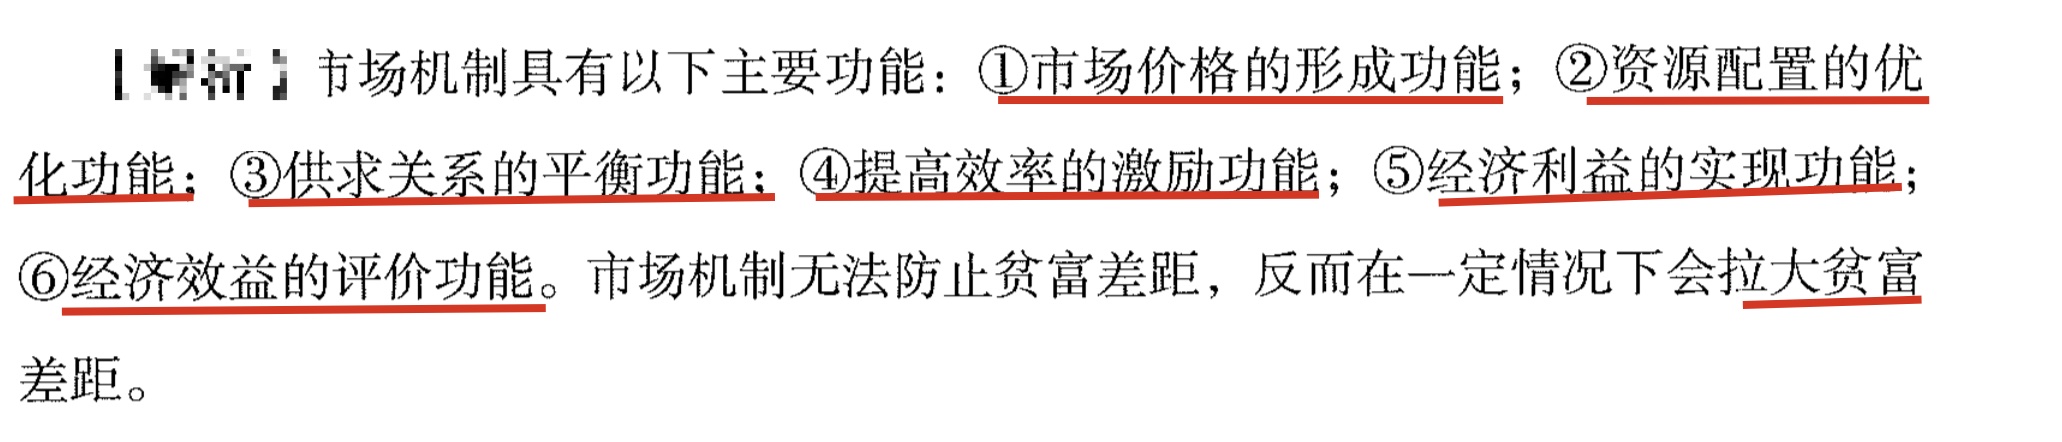 【解析】市场机制具有以下主要功能：①市场价格的形成功能；②资源配置的优
化功能；③供求关系的平衡功能；④提高效率的激励功能；⑤经济利益的实现功能；
⑥经济效益的评价功能。市场机制无法防止贫富差距，反而在一定情况下会拉大贫富
差距。